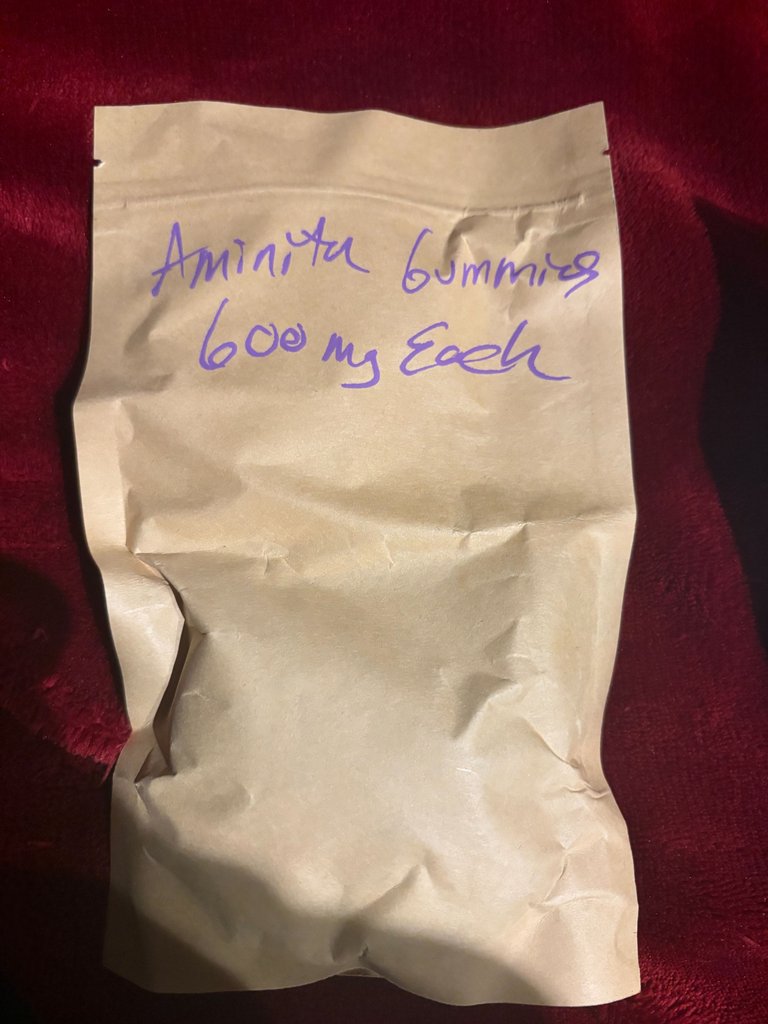 Aminita Gummies
600 mg Each